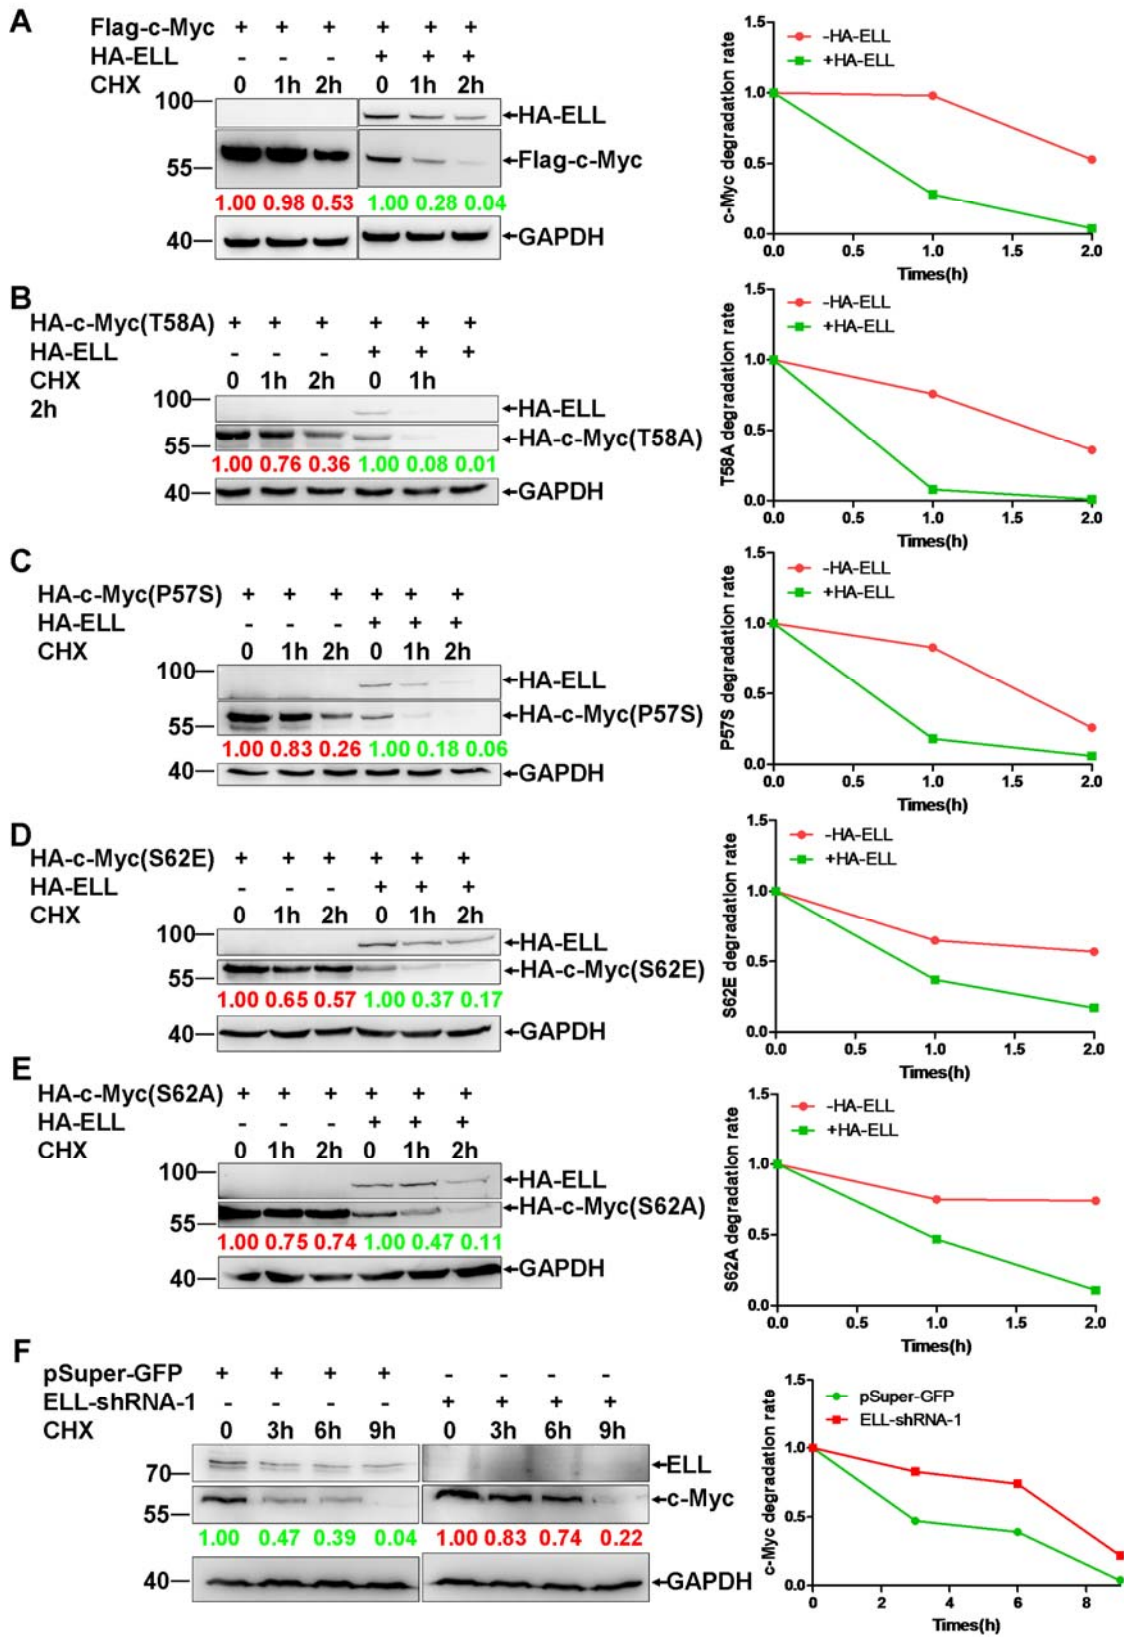 A
Flag-c-Myc + + + + + +
HA-ELL - - - + + +
CHX 0 1h 2h 0 1h 2h
100
HA-ELL
55
Flag-c-Myc
1.00 0.98 0.53 1.00 0.28 0.04
40
GAPDH
c-Myc degradation rate
1.5
1.0
0.5
0.0
-HA-ELL
+HA-ELL
0.0 0.5 1.0 1.5 2.0
Times(h)
B
HA-c-Myc(T58A) + + + + + +
HA-ELL - - - + + +
CHX 0 1h 2h 0 1h
2h
100
HA-ELL
55
HA-c-Myc(T58A)
1.00 0.76 0.36 1.00 0.08 0.01
40
GAPDH
T58A degradation rate
1.5
1.0
0.5
0.0
-HA-ELL
+HA-ELL
0.0 0.5 1.0 1.5 2.0
Times(h)
C
HA-c-Myc(P57S) + + + + + +
HA-ELL - - - + + +
CHX 0 1h 2h 0 1h 2h
100
HA-ELL
55
HA-c-Myc(P57S)
1.00 0.83 0.26 1.00 0.18 0.06
40
GAPDH
P57S degradation rate
1.5
1.0
0.5
0.0
-HA-ELL
+HA-ELL
0.0 0.5 1.0 1.5 2.0
Times(h)
D
HA-c-Myc(S62E) + + + + + +
HA-ELL - - - + + +
CHX 0 1h 2h 0 1h 2h
100
HA-ELL
55
HA-c-Myc(S62E)
1.00 0.65 0.57 1.00 0.37 0.17
40
GAPDH
S62E degradation rate
1.5
1.0
0.5
0.0
-HA-ELL
+HA-ELL
0.0 0.5 1.0 1.5 2.0
Times(h)
E
HA-c-Myc(S62A) + + + + + +
HA-ELL - - - + + +
CHX 0 1h 2h 0 1h 2h
100
HA-ELL
55
HA-c-Myc(S62A)
1.00 0.75 0.74 1.00 0.47 0.11
40
GAPDH
S62A degradation rate
1.5
1.0
0.5
0.0
-HA-ELL
+HA-ELL
0.0 0.5 1.0 1.5 2.0
Times(h)
F
pSuper-GFP + + + + - - - -
ELL-shRNA-1 - - - - + + + +
CHX 0 3h 6h 9h 0 3h 6h 9h
70
ELL
55
c-Myc
1.00 0.47 0.39 0.04 1.00 0.83 0.74 0.22
40
GAPDH
c-Myc degradation rate
1.5
1.0
0.5
0.0
pSuper-GFP
ELL-shRNA-1
0 2 4 6 8
Times(h)